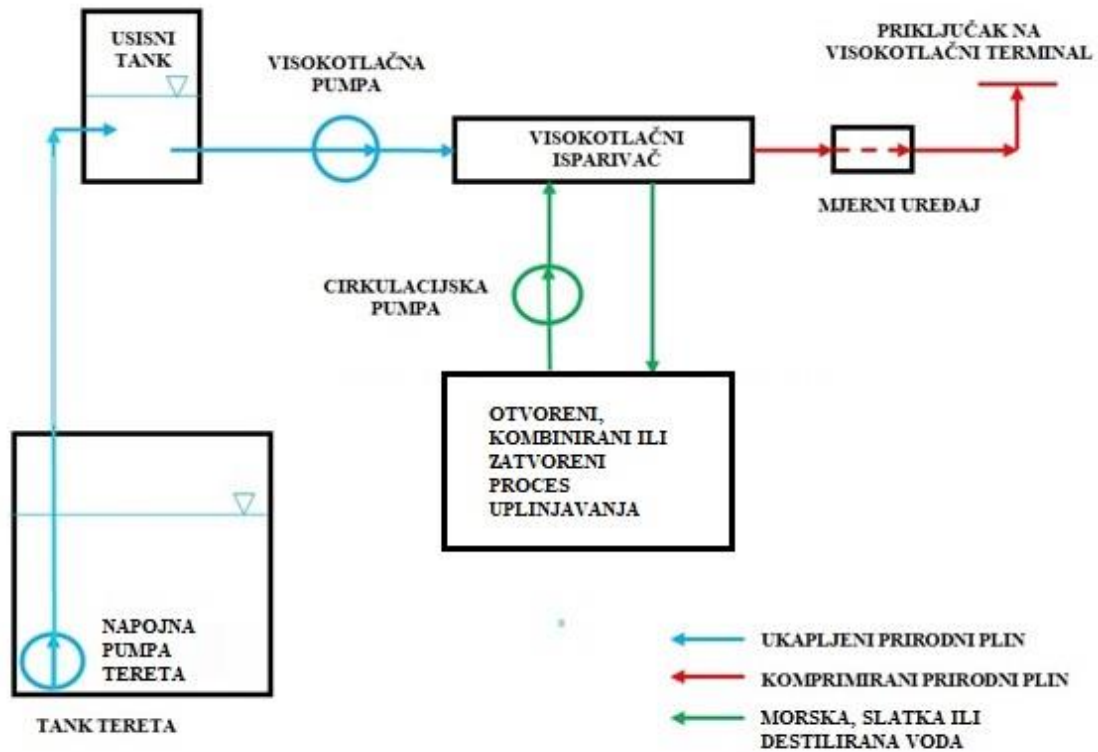 USISNI
TANK
VISOKOTLAČNA
PUMPA
PRIKLJUČAK NA
VISOKOTLAČNI TERMINAL
VISOKOTLAČNI
ISPARIVAČ
MJERNI UREĐAJ
CIRKULACIJSKA
PUMPA
OTVORENI,
KOMBINIRANI ILI
ZATVORENI
PROCES
UPLINJAVANJA
NAPOJNA
PUMPA
TERETA
TANK TERETA
UKAPLJENI PRIRODNI PLIN
KOMPRIMIRANI PRIRODNI PLIN
MORSKA, SLATKA ILI
DESTILIRANA VODA